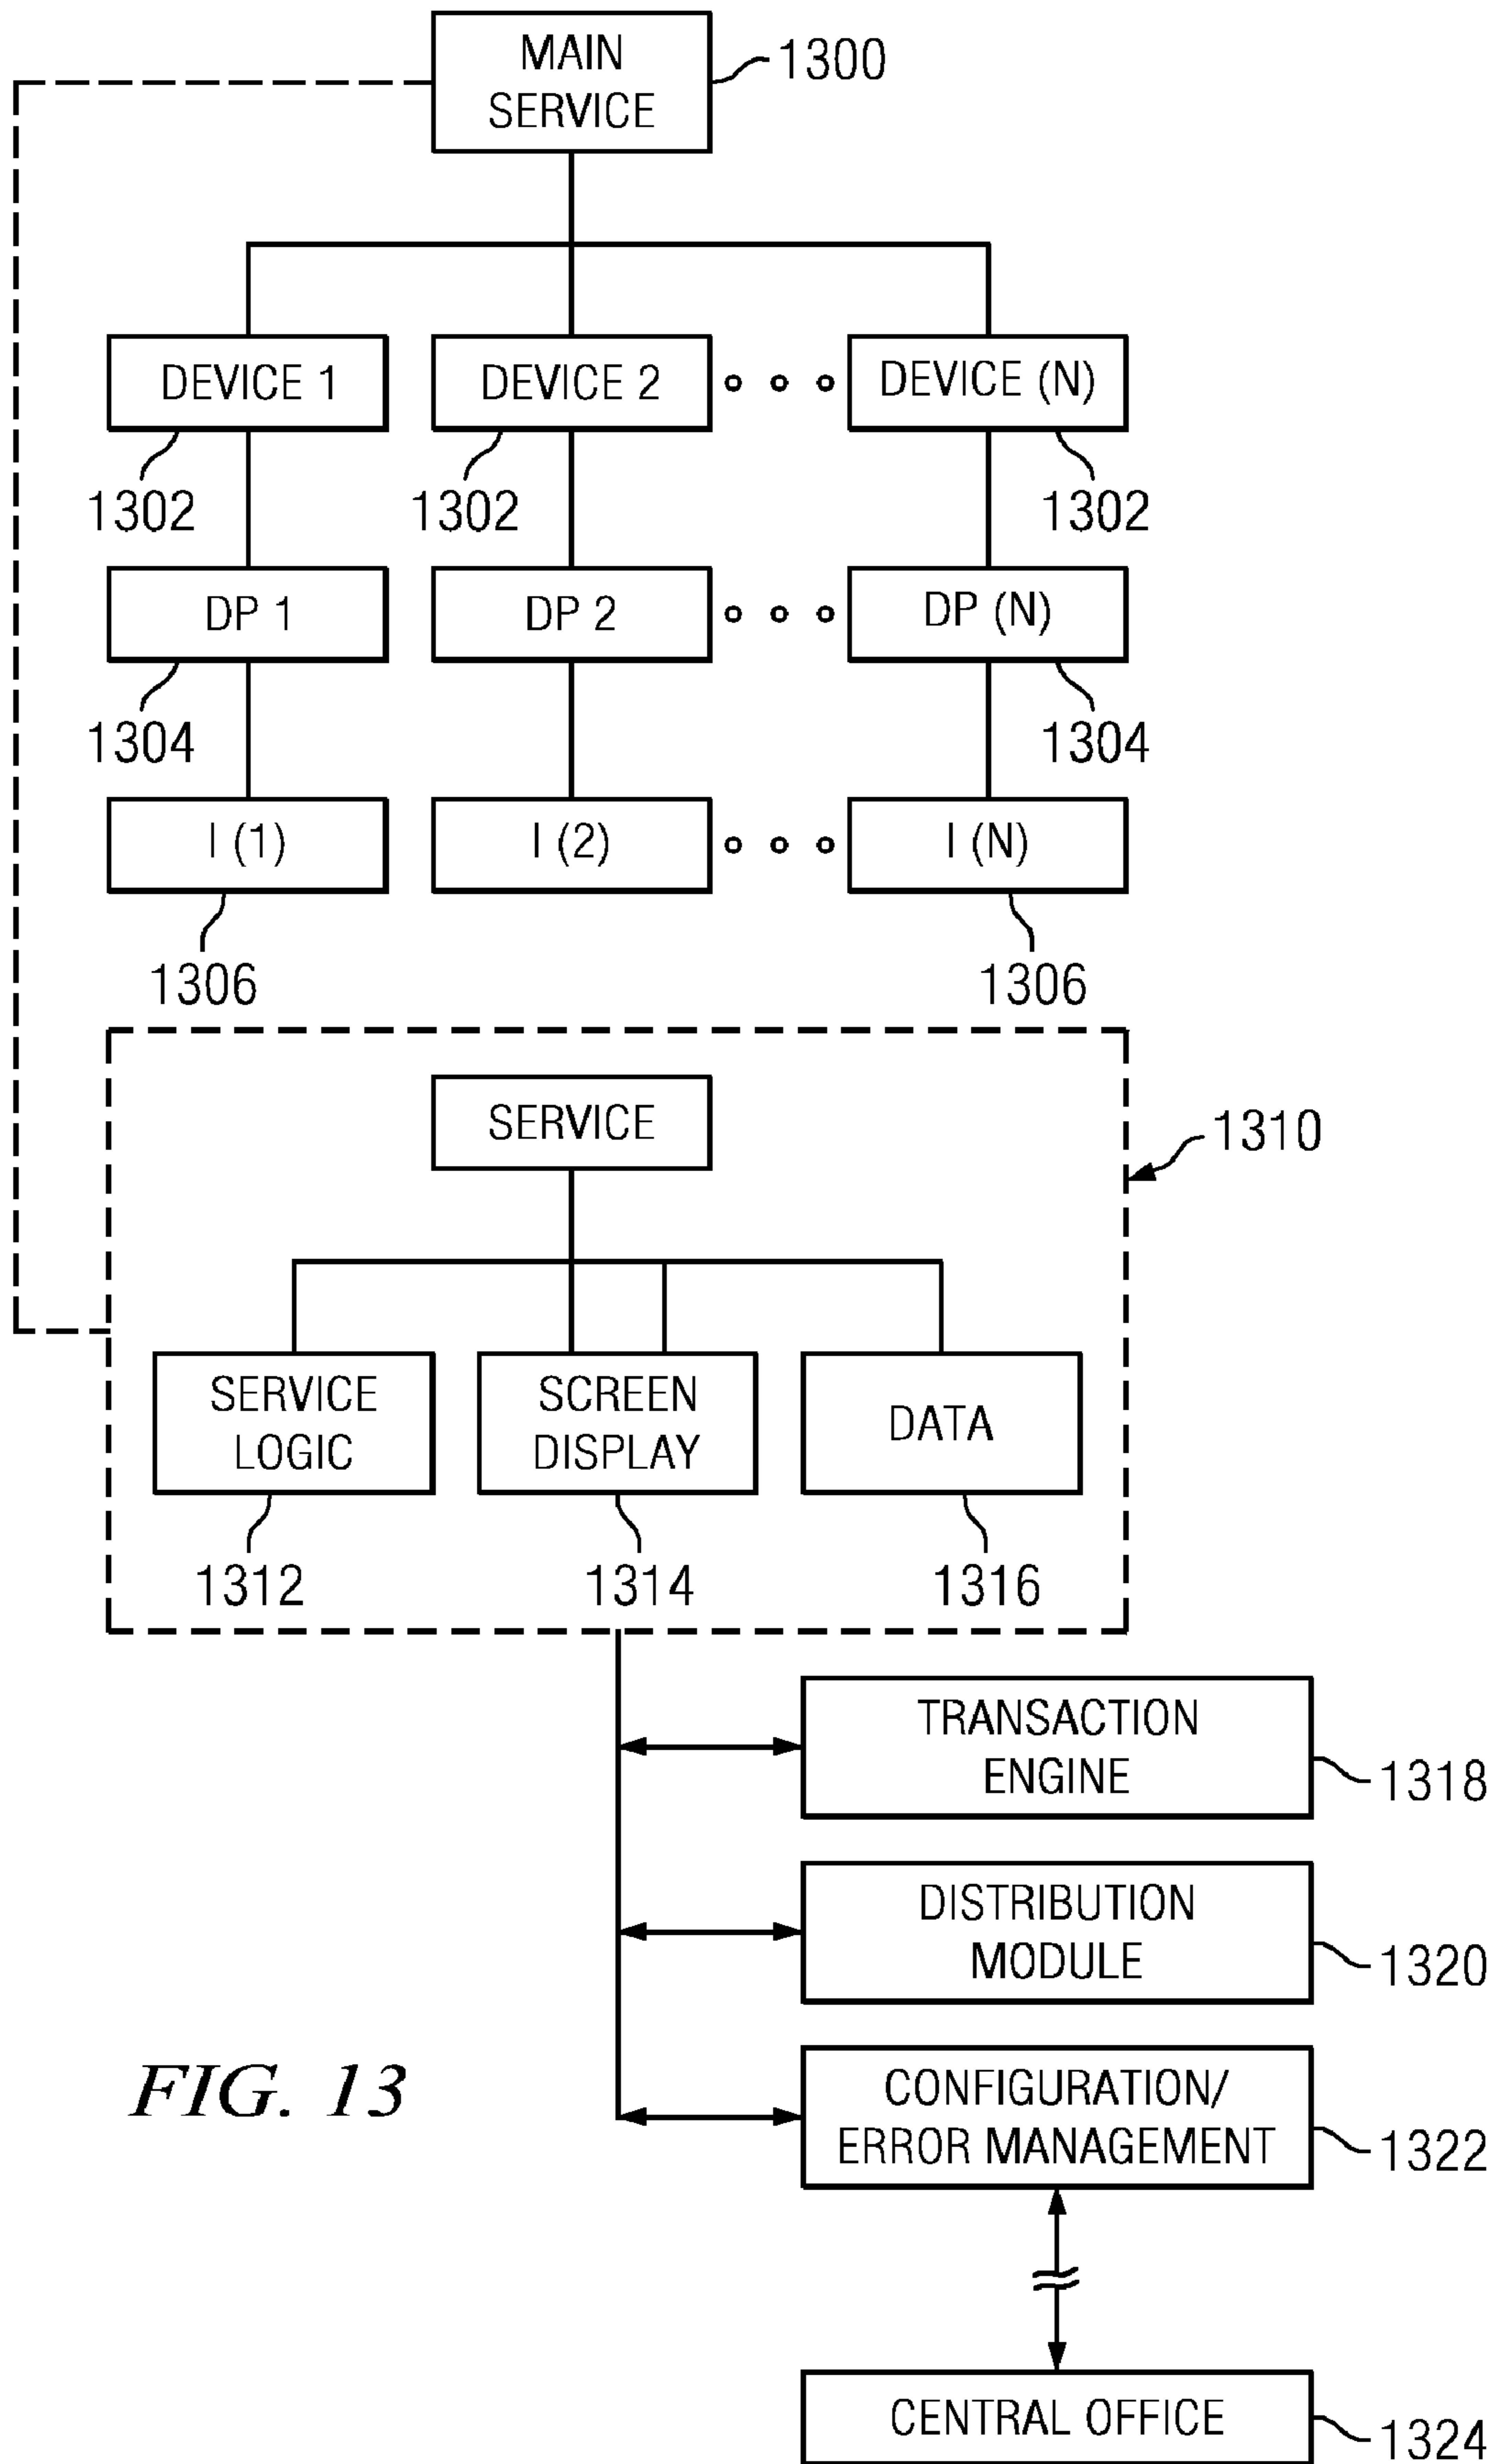 MAIN
SERVICE
1300
DEVICE 1
DEVICE 2
DEVICE (N)
1302
1302
1302
DP 1
DP 2
DP (N)
1304
1304
I (1)
I (2)
I (N)
1306
1306
SERVICE
1310
SERVICE
LOGIC
SCREEN
DISPLAY
DATA
1312
1314
1316
TRANSACTION
ENGINE
1318
DISTRIBUTION
MODULE
1320
CONFIGURATION/
ERROR MANAGEMENT
1322
FIG. 13
CENTRAL OFFICE
1324